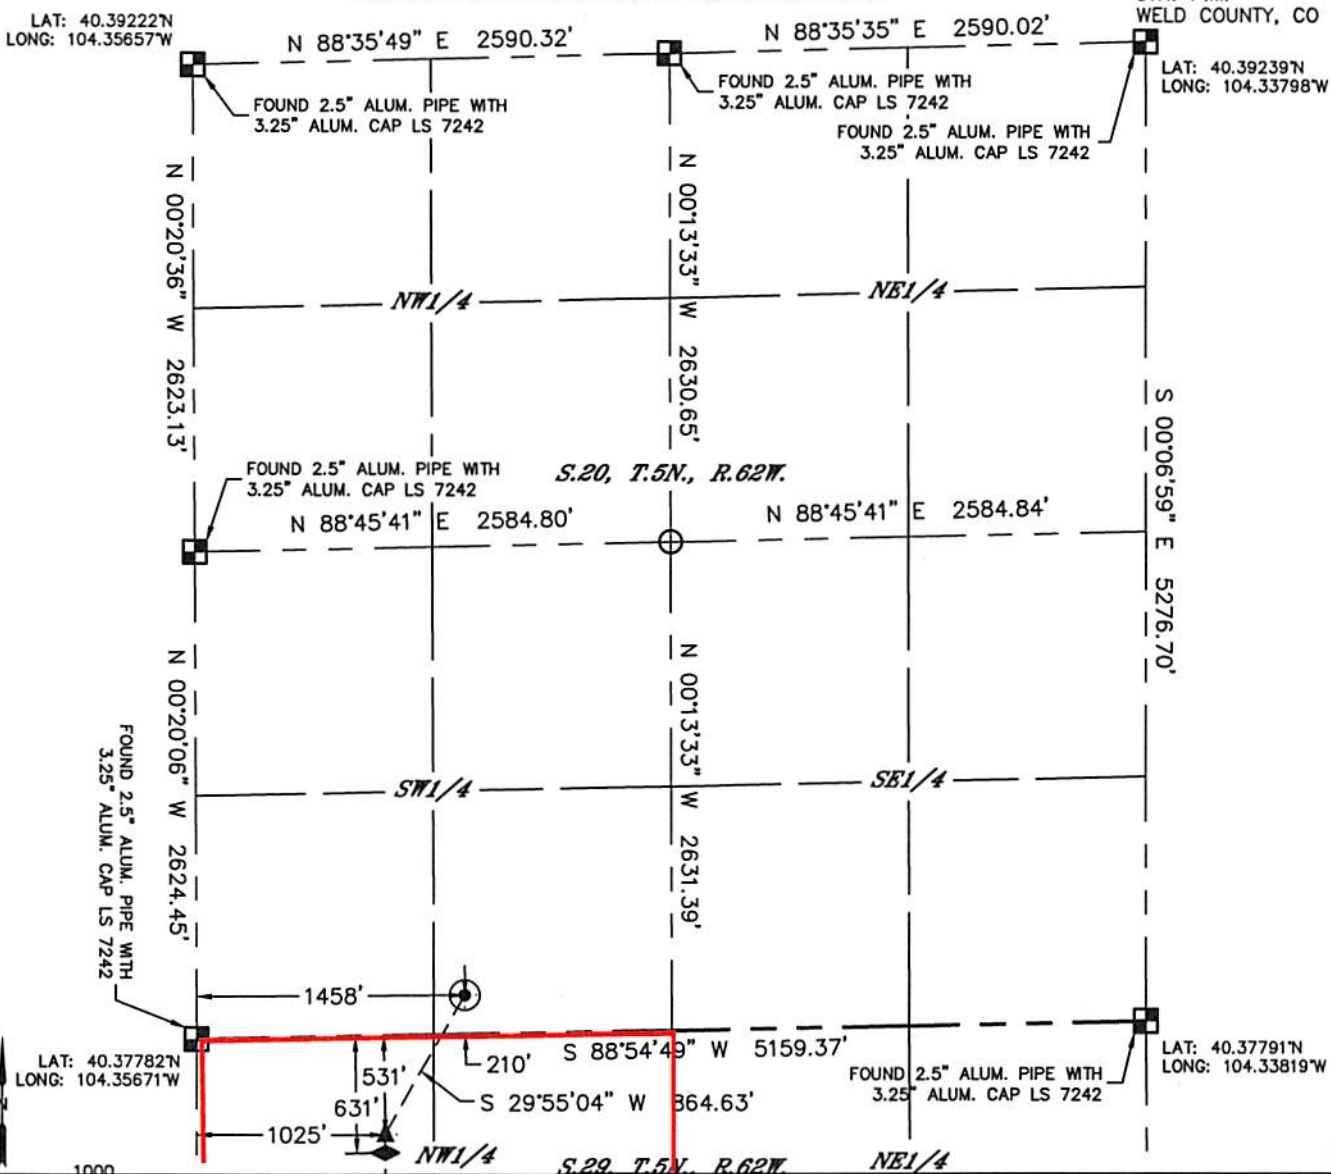 WELD COUNTY, CO
LAT: 40.39222°N
LONG: 104.35657°W
N 88°35'49" E 2590.32'
N 88°35'35" E 2590.02'
LAT: 40.39239°N
LONG: 104.33798°W
FOUND 2.5" ALUM. PIPE WITH
3.25" ALUM. CAP LS 7242
FOUND 2.5" ALUM. PIPE WITH
3.25" ALUM. CAP LS 7242
FOUND 2.5" ALUM. PIPE WITH
3.25" ALUM. CAP LS 7242
N 00°20'36" W 2623.13'
N 00°13'33" W 2630.65'
NW1/4
NE1/4
S 00°06'59" E 5276.70'
FOUND 2.5" ALUM. PIPE WITH
3.25" ALUM. CAP LS 7242
S.20, T.5N., R.62W.
N 88°45'41" E 2584.80'
N 88°45'41" E 2584.84'
N 00°20'06" W 2624.45'
N 00°13'33" W 2631.39'
FOUND 2.5" ALUM. PIPE WITH
3.25" ALUM. CAP LS 7242
SW1/4
SE1/4
1458'
210'
S 88°54'49" W 5159.37'
LAT: 40.37782°N
LONG: 104.35671°W
531'
631'
S 29°55'04" W 864.63'
FOUND 2.5" ALUM. PIPE WITH
3.25" ALUM. CAP LS 7242
LAT: 40.37791°N
LONG: 104.33819°W
1025'
NW1/4
S.29, T.5N., R.62W.
NE1/4
1000